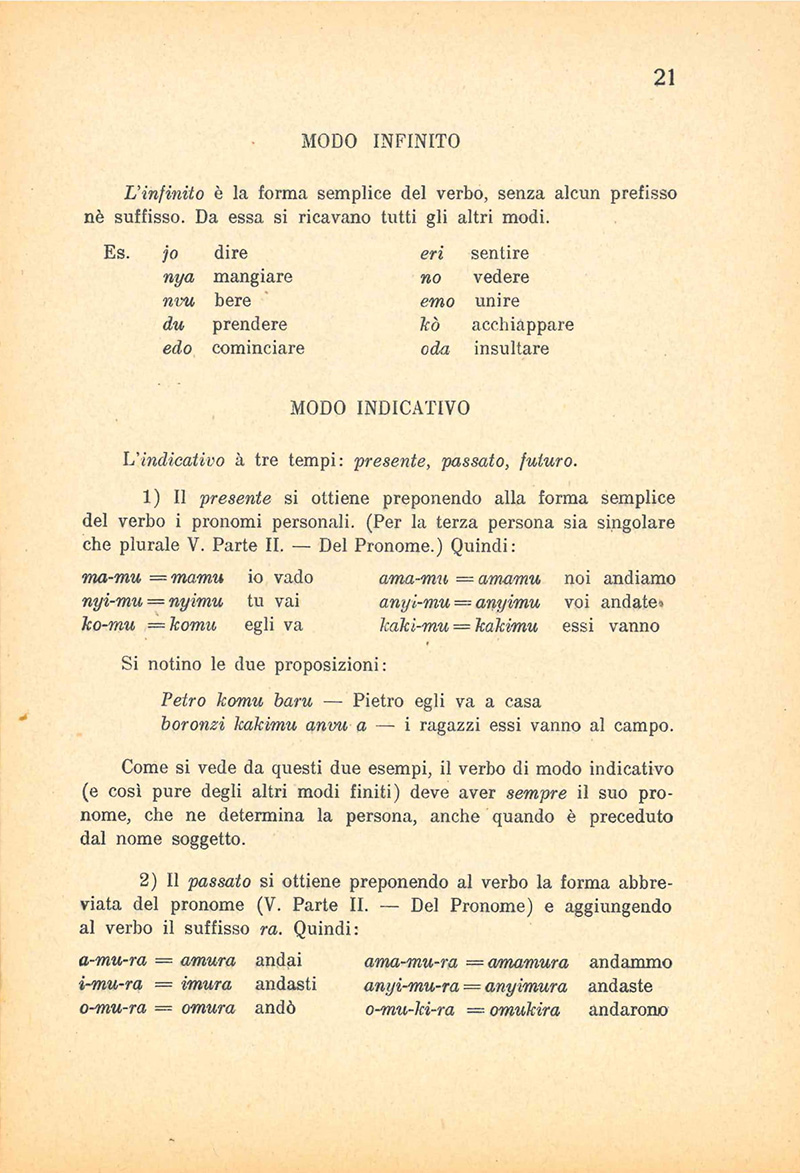 21
MODO INFINITO
L'infinito è la forma semplice del verbo, senza alcun prefisso
nè suffisso. Da essa si ricavano tutti gli altri modi.
Es. jo dire eri sentire
nya mangiare no vedere
nvu bere emo unire
du prendere kò acchiappare
edo cominciare oda insultare
MODO INDICATIVO
L'indicativo à tre tempi: presente, passato, futuro.
1) Il presente si ottiene preponendo alla forma semplice
del verbo i pronomi personali. (Per la terza persona sia singolare
che plurale V. Parte II. — Del Pronome.) Quindi:
ma-mu = mamu io vado ama-mu = amamu noi andiamo
nyi-mu = nyimu tu vai anyi-mu = anyimu voi andate
ko-mu = komu egli va kaki-mu = kakimu essi vanno
Si notino le due proposizioni:
Petro komu baru — Pietro egli va a casa
boronzi kakimu anvu a — i ragazzi essi vanno al campo.
Come si vede da questi due esempi, il verbo di modo indicativo
(e così pure degli altri modi finiti) deve aver sempre il suo pro-
nome, che ne determina la persona, anche quando è preceduto
dal nome soggetto.
2) Il passato si ottiene preponendo al verbo la forma abbre-
viata del pronome (V. Parte II. — Del Pronome) e aggiungendo
al verbo il suffisso ra. Quindi:
a-mu-ra = amura andai ama-mu-ra = amamura andammo
i-mu-ra = imura andasti anyi-mu-ra = anyimura andaste
o-mu-ra = omura andò o-mu-ki-ra = omukira andarono